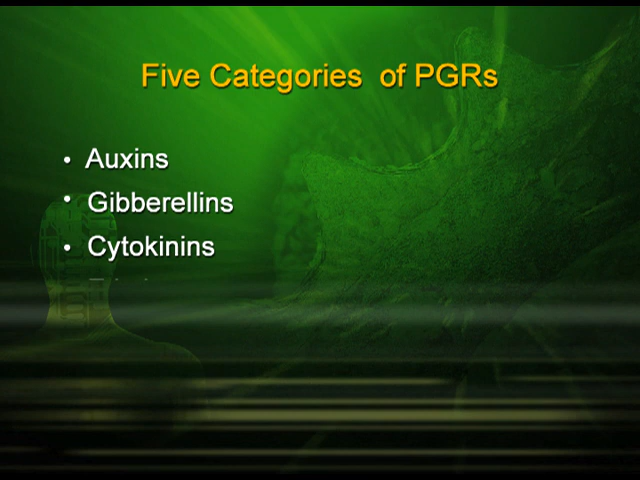 Five Categories of PGRs
• Auxins
• Gibberellins
• Cytokinins